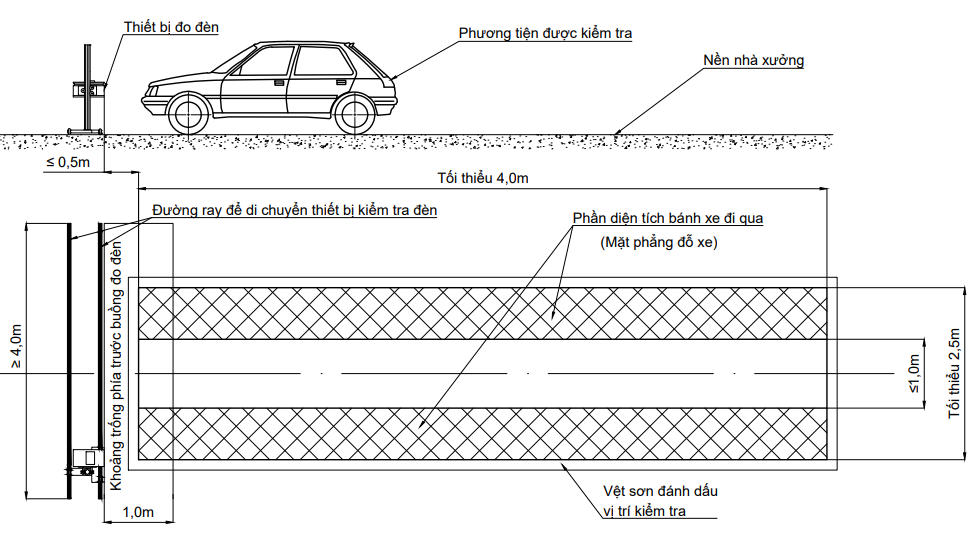 Thiết bị đo đèn
Phương tiện được kiểm tra
Nền nhà xưởng
≤ 0,5m
Tối thiểu 4,0m
Đường ray để di chuyển thiết bị kiểm tra đèn
Phần diện tích bánh xe đi qua
(Mặt phẳng đỗ xe)
≥ 4,0m
Khoảng trống phía trước buồng đo đèn
≤1,0m
Tối thiểu 2,5m
Vệt sơn đánh dấu
vị trí kiểm tra
1,0m